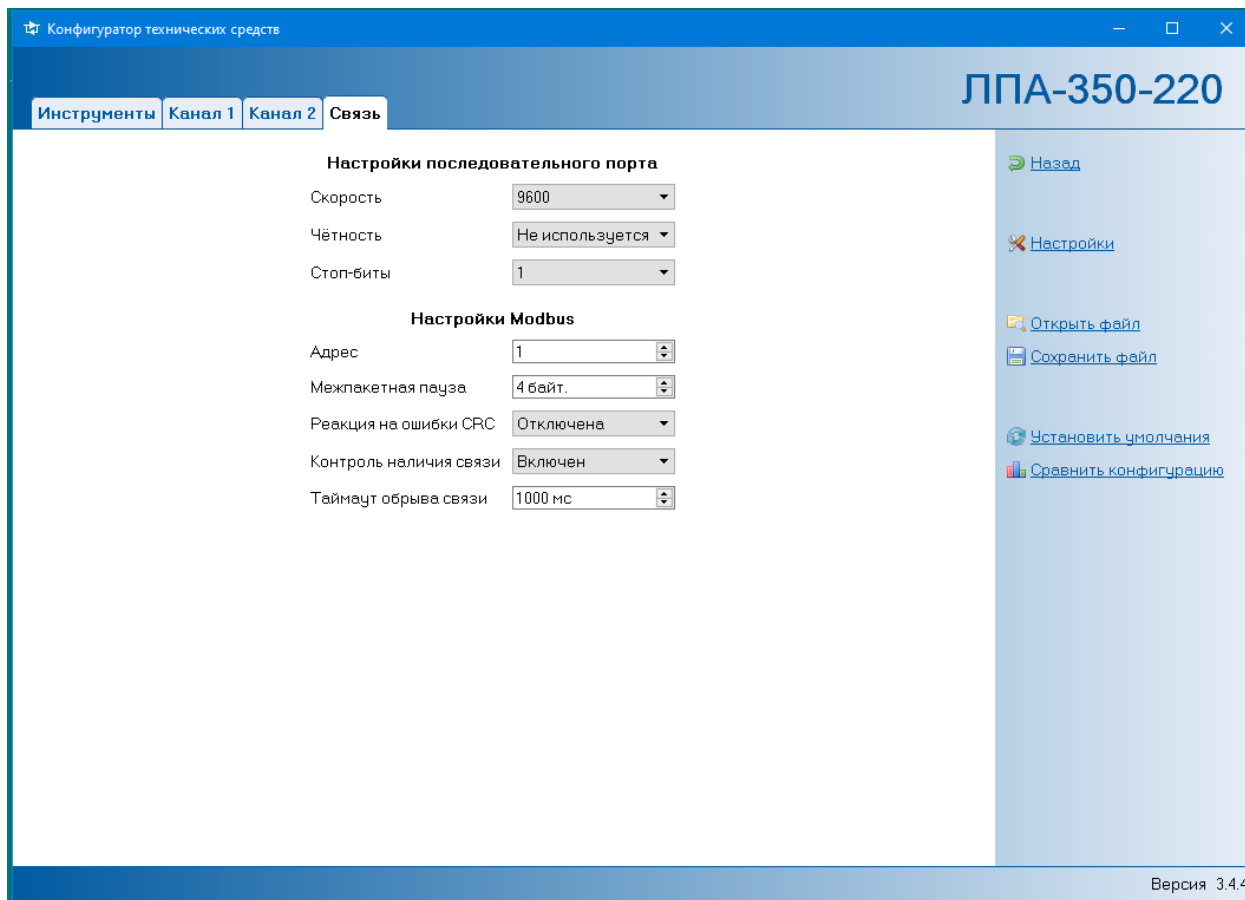 Конфигуратор технических средств
ЛПА-350-220
Инструменты Канал 1 Канал 2 Связь
Настройки последовательного порта
Скорость 9600
Чётность Не используется
Стоп-биты 1
Настройки Modbus
Адрес 1
Межпакетная пауза 4 байт.
Реакция на ошибки CRC Отключена
Контроль наличия связи Включен
Таймаут обрыва связи 1000 мс
Назад
Настройки
Открыть файл
Сохранить файл
Установить умолчания
Сравнить конфигурацию
Версия 3.4.4